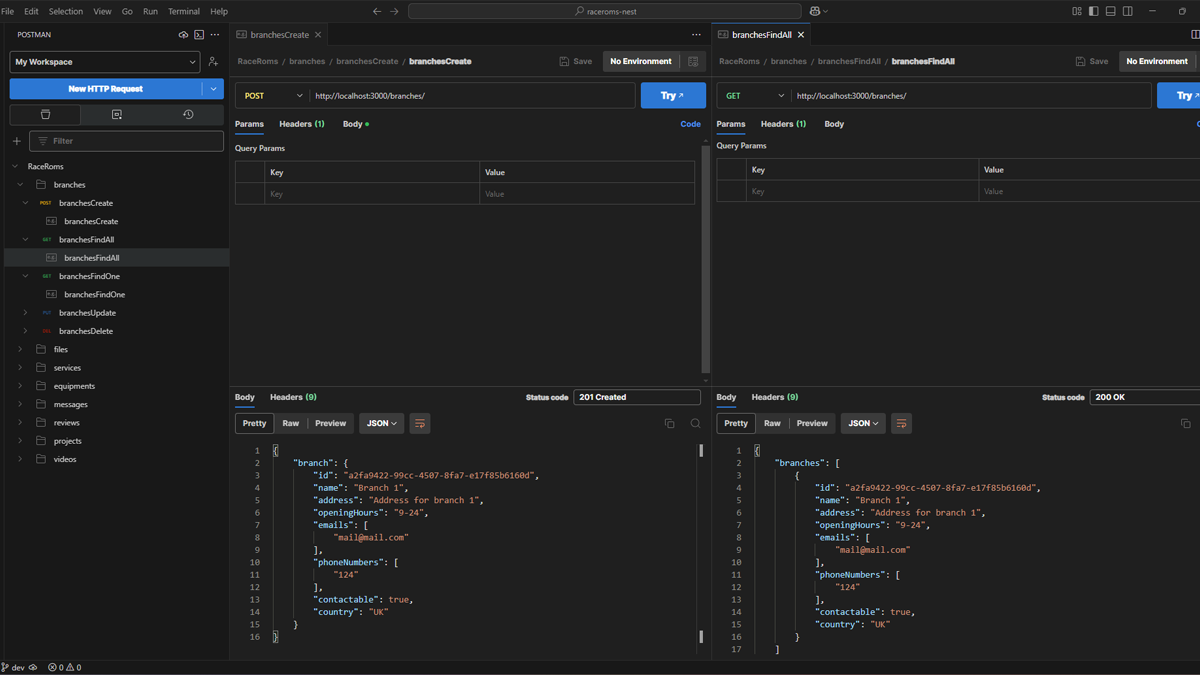 File Edit Selection View Go Run Terminal Help
raceroms-nest
POSTMAN
My Workspace
New HTTP Request
Filter
RaceRoms
branches
POST branchesCreate
branchesCreate
GET branchesFindAll
branchesFindAll
GET branchesFindOne
branchesFindOne
PUT branchesUpdate
DEL branchesDelete
files
services
equipments
messages
reviews
projects
videos
branchesCreate
RaceRoms / branches / branchesCreate / branchesCreate
Save
No Environment
POST
http://localhost:3000/branches/
Try
Params Headers (1) Body
Code
Query Params
Key Value
Key Value
Body Headers (9)
Status code 201 Created
Pretty Raw Preview JSON
1 {
2 "branch": {
3 "id": "a2fa9422-99cc-4507-8fa7-e17f85b6160d",
4 "name": "Branch 1",
5 "address": "Address for branch 1",
6 "openingHours": "9-24",
7 "emails": [
8 "mail@mail.com"
9 ],
10 "phoneNumbers": [
11 "124"
12 ],
13 "contactable": true,
14 "country": "UK"
15 }
16 }
branchesFindAll
RaceRoms / branches / branchesFindAll / branchesFindAll
Save
No Environment
GET
http://localhost:3000/branches/
Try
Params Headers (1) Body
Query Params
Key Value
Key Value
Body Headers (9)
Status code 200 OK
Pretty Raw Preview JSON
1 {
2 "branches": [
3 {
4 "id": "a2fa9422-99cc-4507-8fa7-e17f85b6160d",
5 "name": "Branch 1",
6 "address": "Address for branch 1",
7 "openingHours": "9-24",
8 "emails": [
9 "mail@mail.com"
10 ],
11 "phoneNumbers": [
12 "124"
13 ],
14 "contactable": true,
15 "country": "UK"
16 }
17 ]
dev 0 0